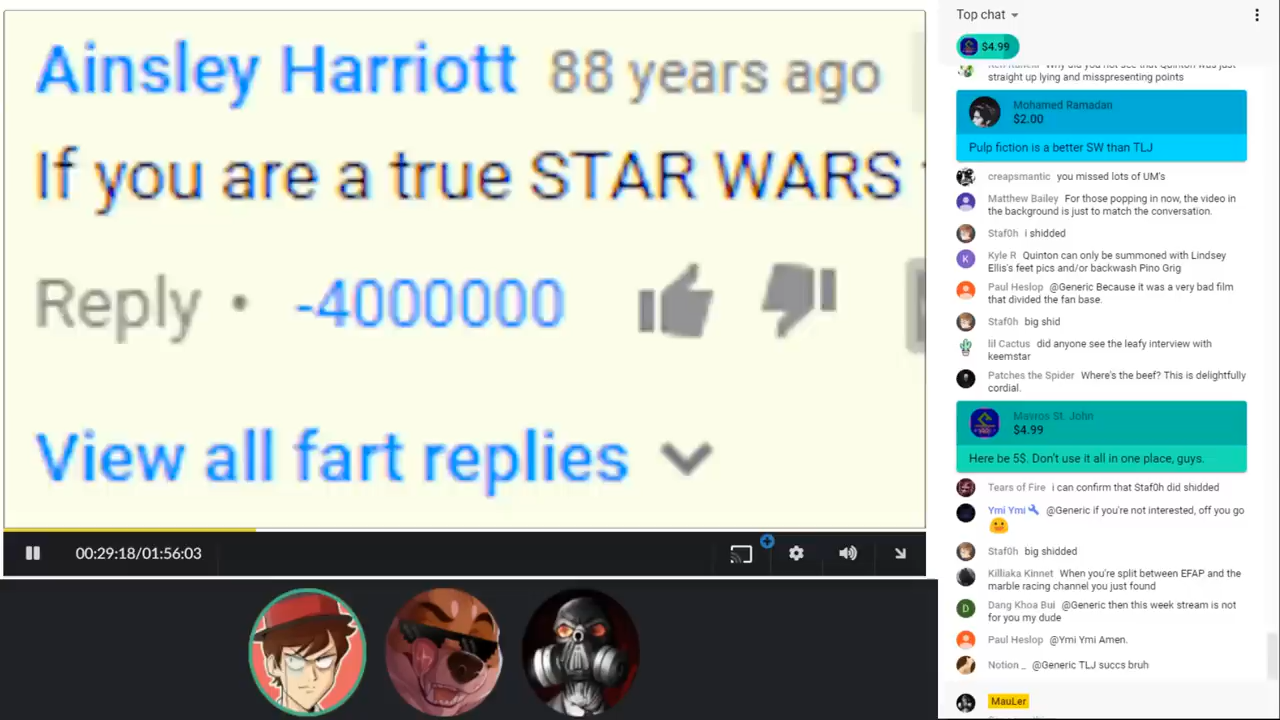 Ainsley Harriott 88 years ago
If you are a true STAR WARS
Reply • -4000000
View all fart replies
00:29:18/01:56:03
Top chat
$4.99
Why did you not see that Quinton was just
straight up lying and misspresenting points
Mohamed Ramadan
$2.00
Pulp fiction is a better SW than TLJ
creapsmantic you missed lots of UM's
Matthew Bailey For those popping in now, the video in
the background is just to match the conversation.
Staf0h i shidded
Kyle R Quinton can only be summoned with Lindsey
Ellis's feet pics and/or backwash Pino Grig
Paul Heslop @Generic Because it was a very bad film
that divided the fan base.
Staf0h big shid
lil Cactus did anyone see the leafy interview with
keemstar
Patches the Spider Where's the beef? This is delightfully
cordial.
Mavros St. John
$4.99
Here be 5$. Don't use it all in one place, guys.
Tears of Fire i can confirm that Staf0h did shidded
Ymi Ymi @Generic if you're not interested, off you go
Staf0h big shidded
Killiaka Kinnet When you're split between EFAP and the
marble racing channel you just found
Dang Khoa Bui @Generic then this week stream is not
for you my dude
Paul Heslop @Ymi Ymi Amen.
Notion _ @Generic TLJ succs bruh
MauLer